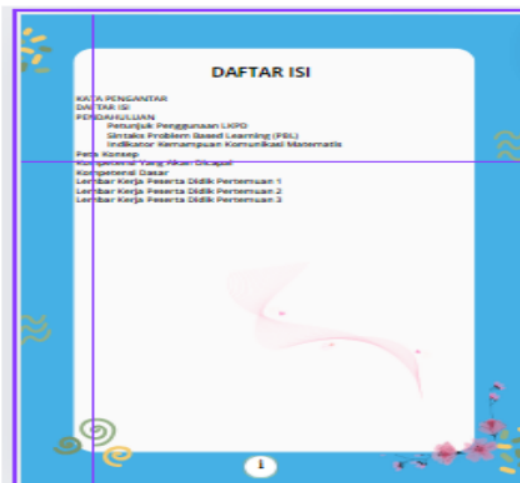 DAFTAR ISI
KATA PENGANTAR
DAFTAR ISI
PENDAHULUAN
Petunjuk Penggunaan LKPD
Sintaks Problem Based Learning (PBL)
Indikator Kemampuan Komunikasi Matematis
Peta Konsep
Kompetensi Yang Akan Dicapai
Kompetensi Dasar
Lembar Kerja Peserta Didik Pertemuan 1
Lembar Kerja Peserta Didik Pertemuan 2
Lembar Kerja Peserta Didik Pertemuan 3